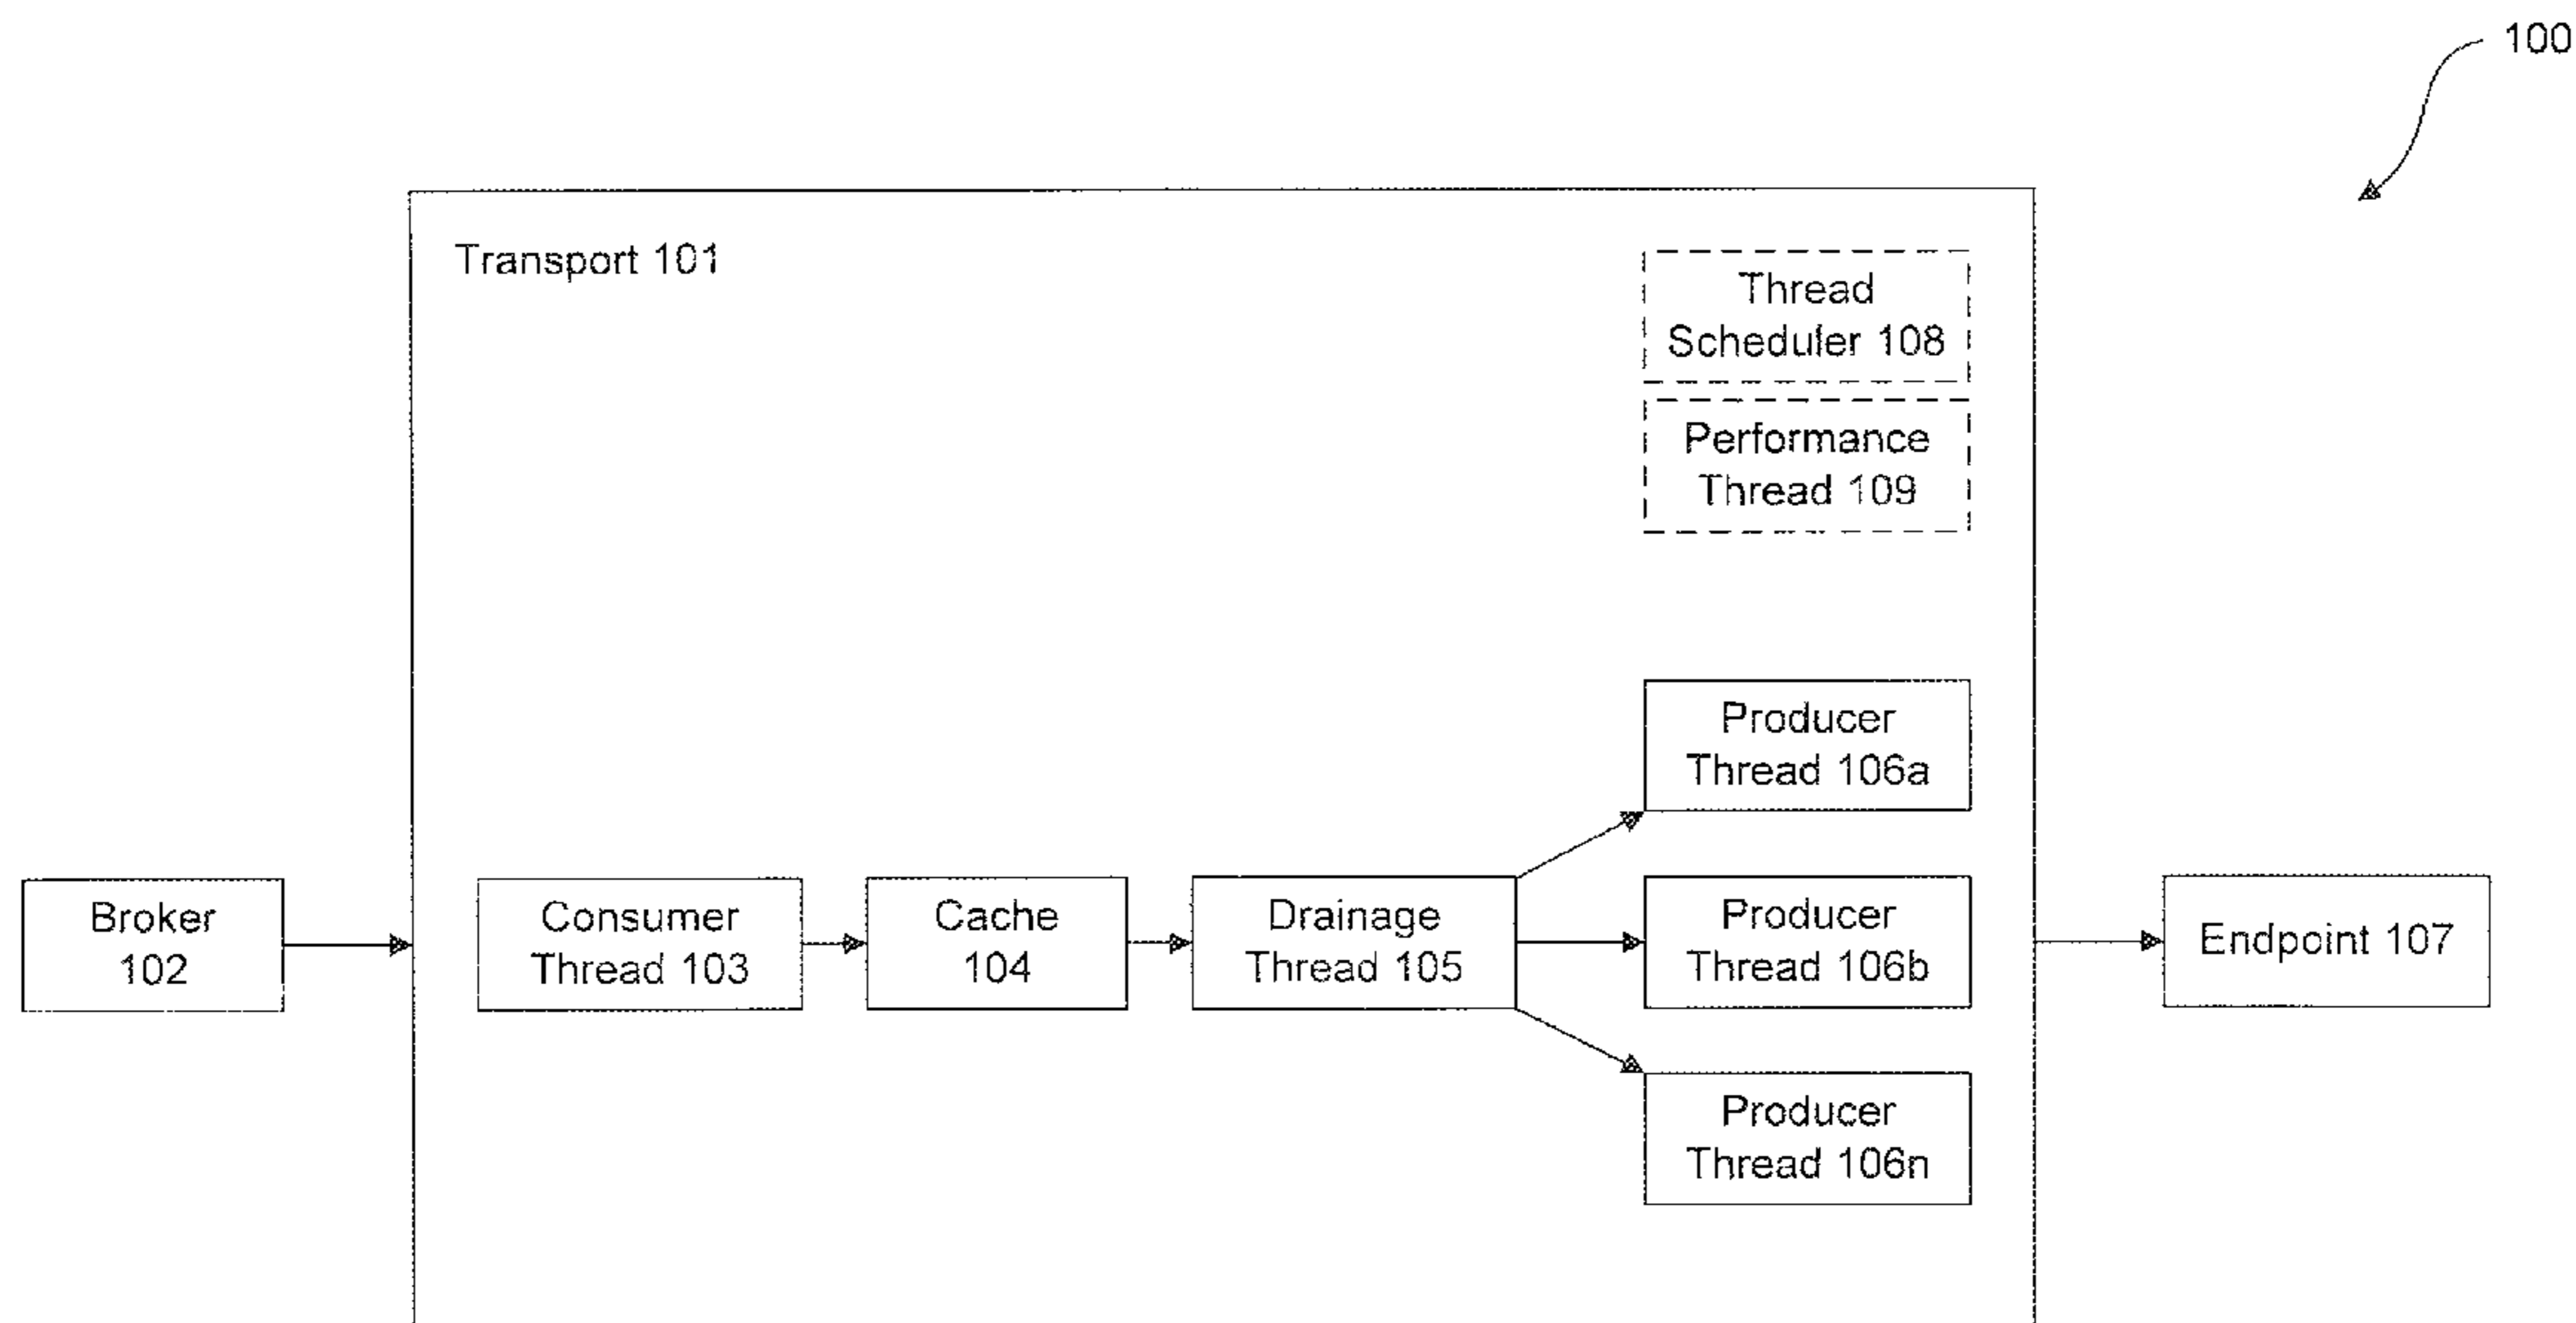 100
Transport 101
Thread
Scheduler 108
Performance
Thread 109
Producer
Thread 106a
Broker
102
Consumer
Thread 103
Cache
104
Drainage
Thread 105
Producer
Thread 106b
Endpoint 107
Producer
Thread 106n